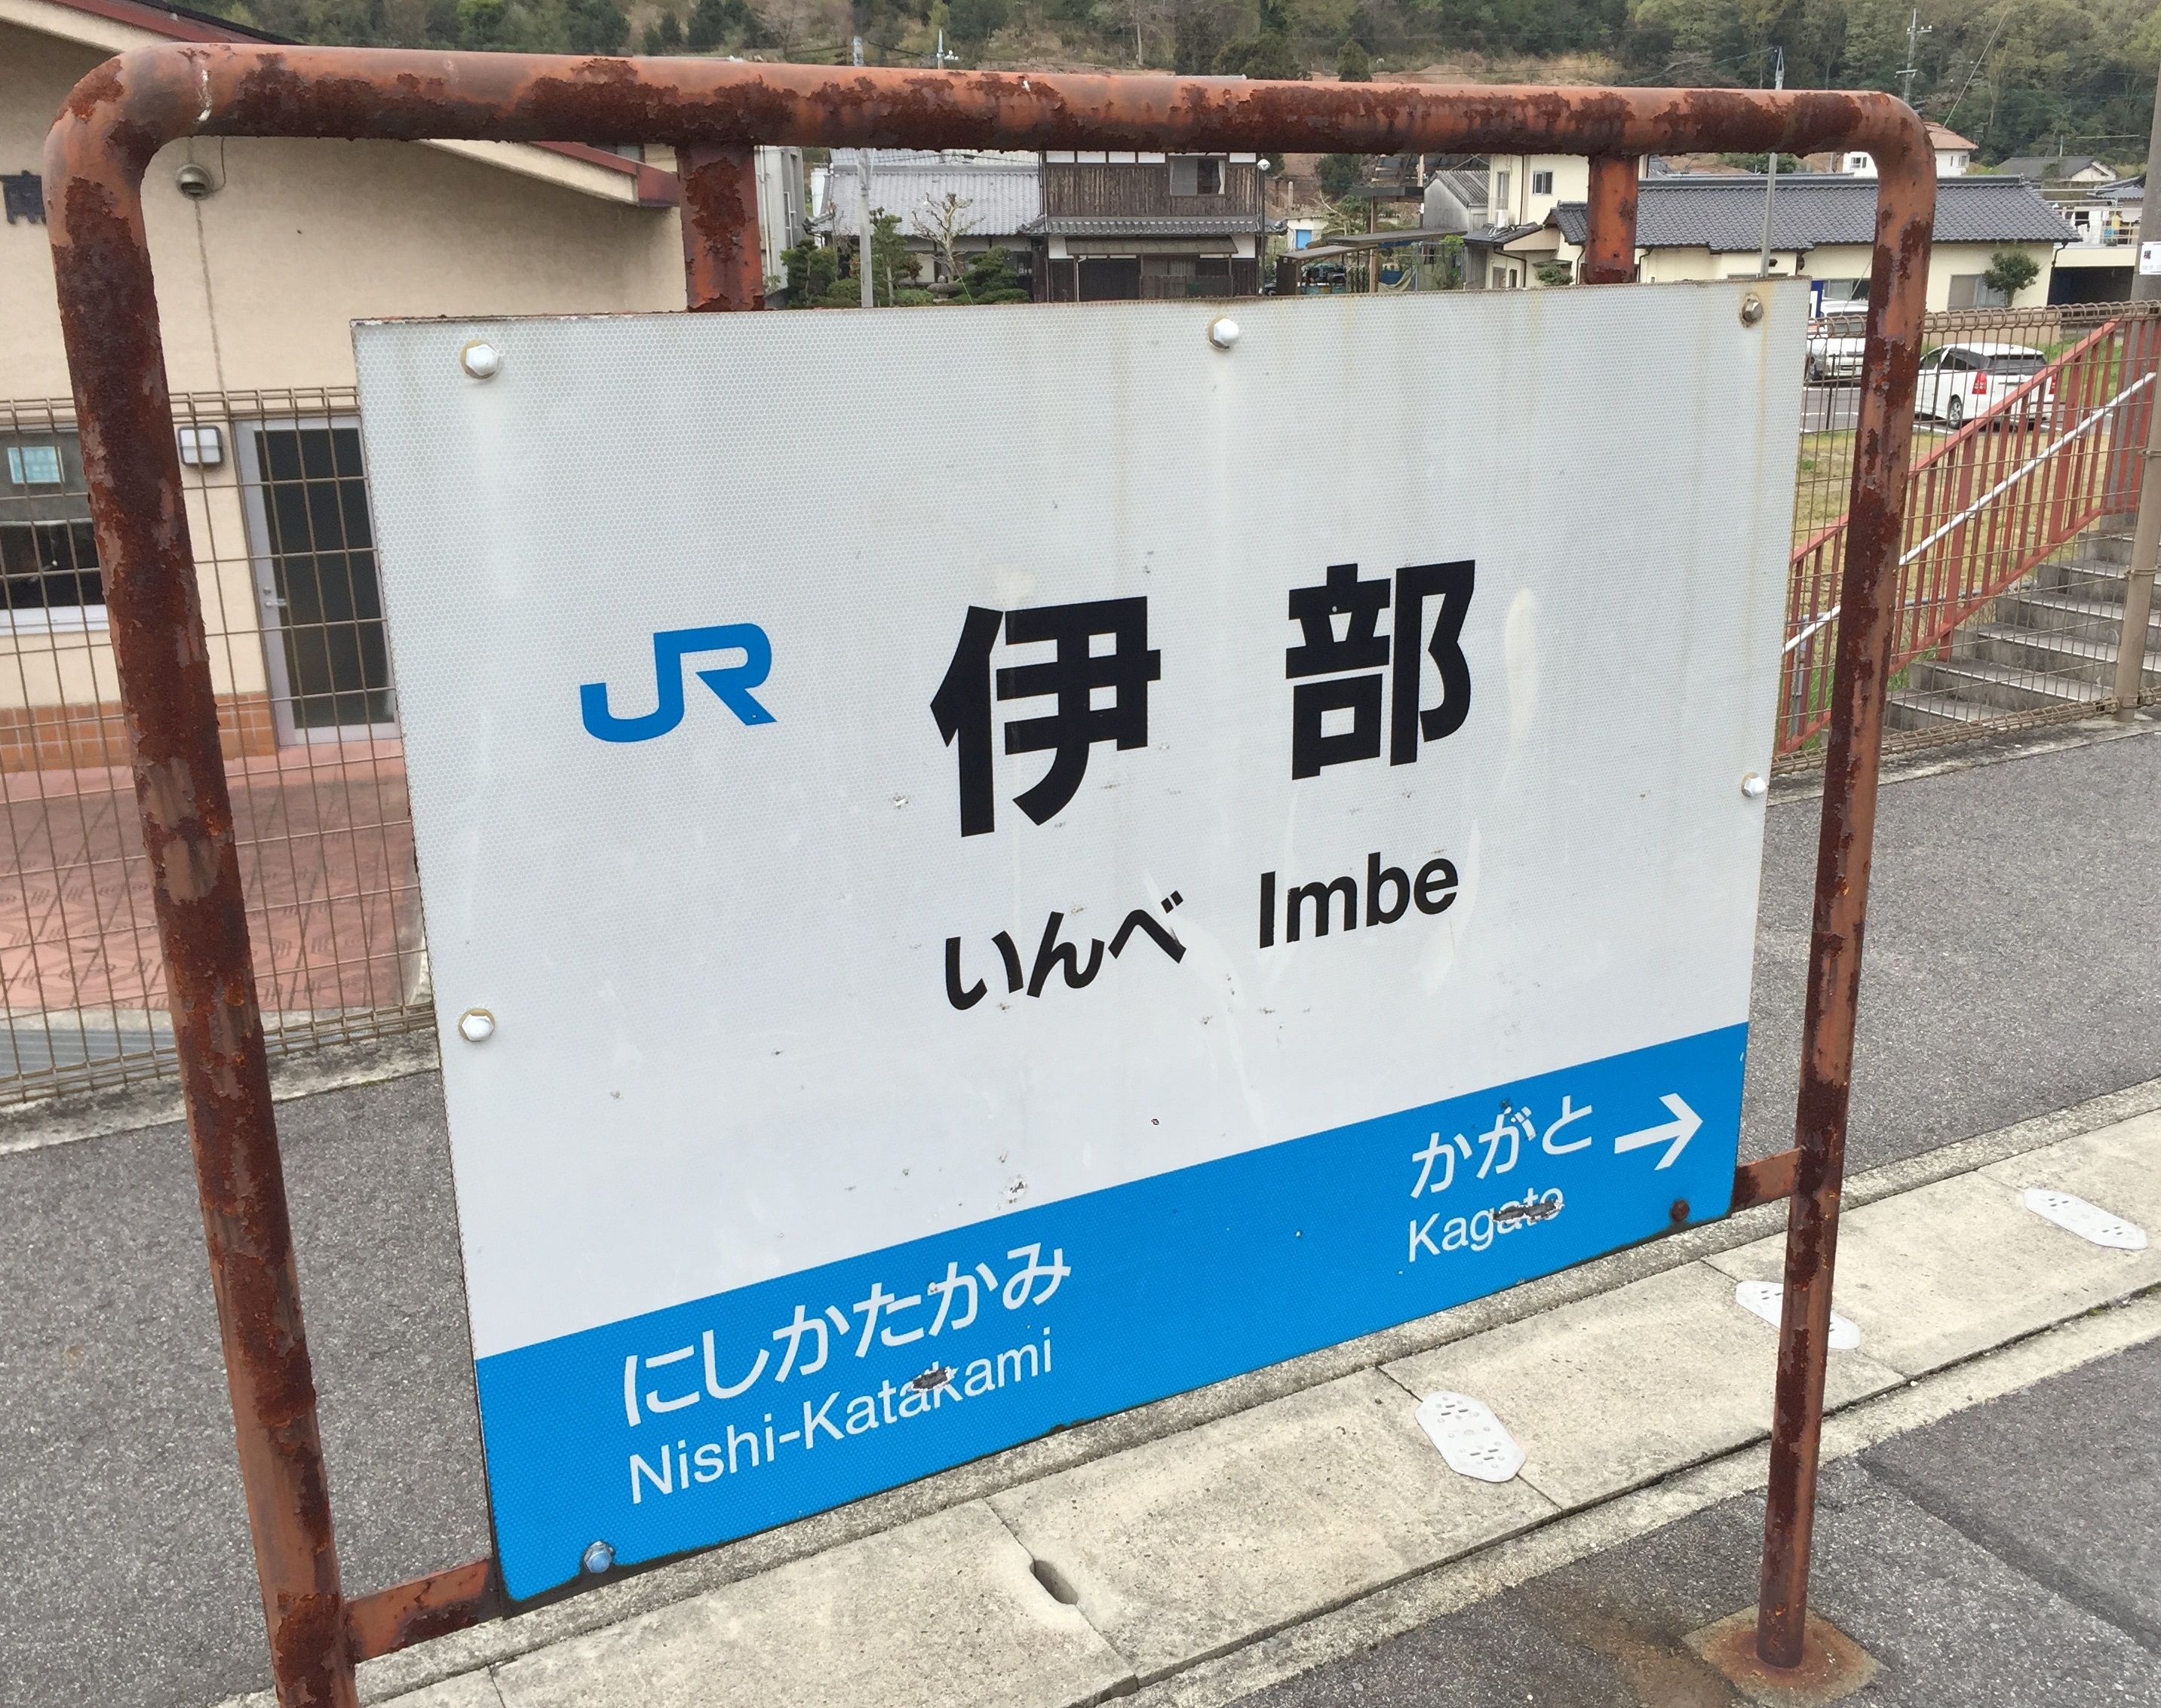 JR 伊部
いんべ Imbe
かがと →
Kagato
にしかたかみ
Nishi-Katakami